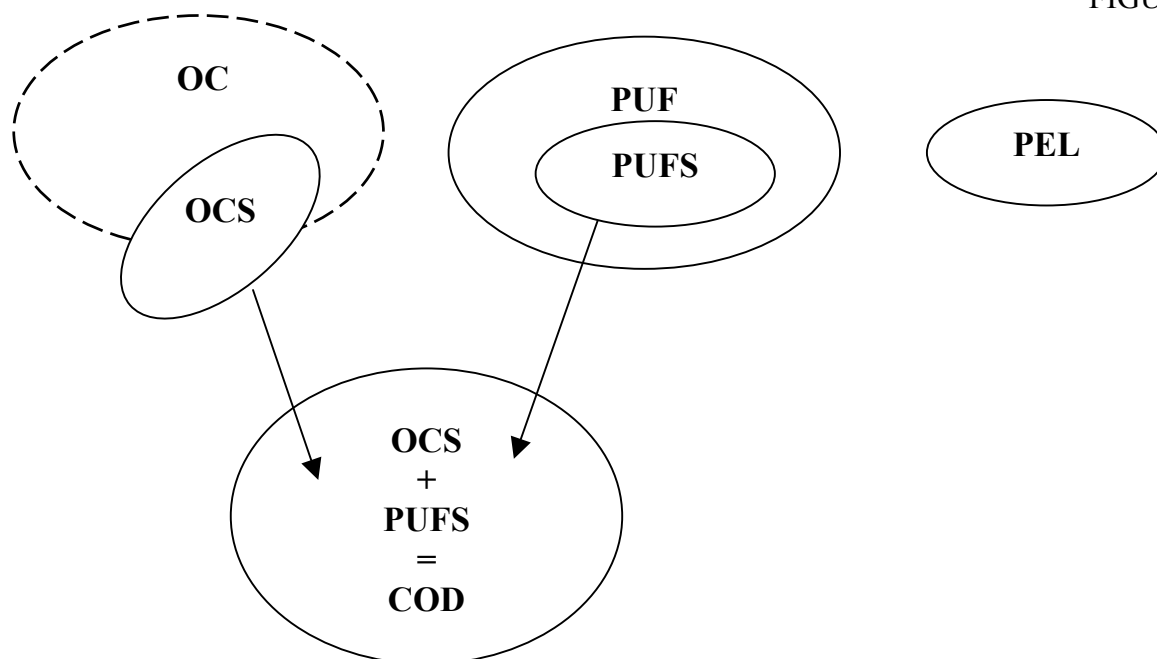 OC
OCS
PUF
PUFS
PEL
OCS
+
PUFS
=
COD